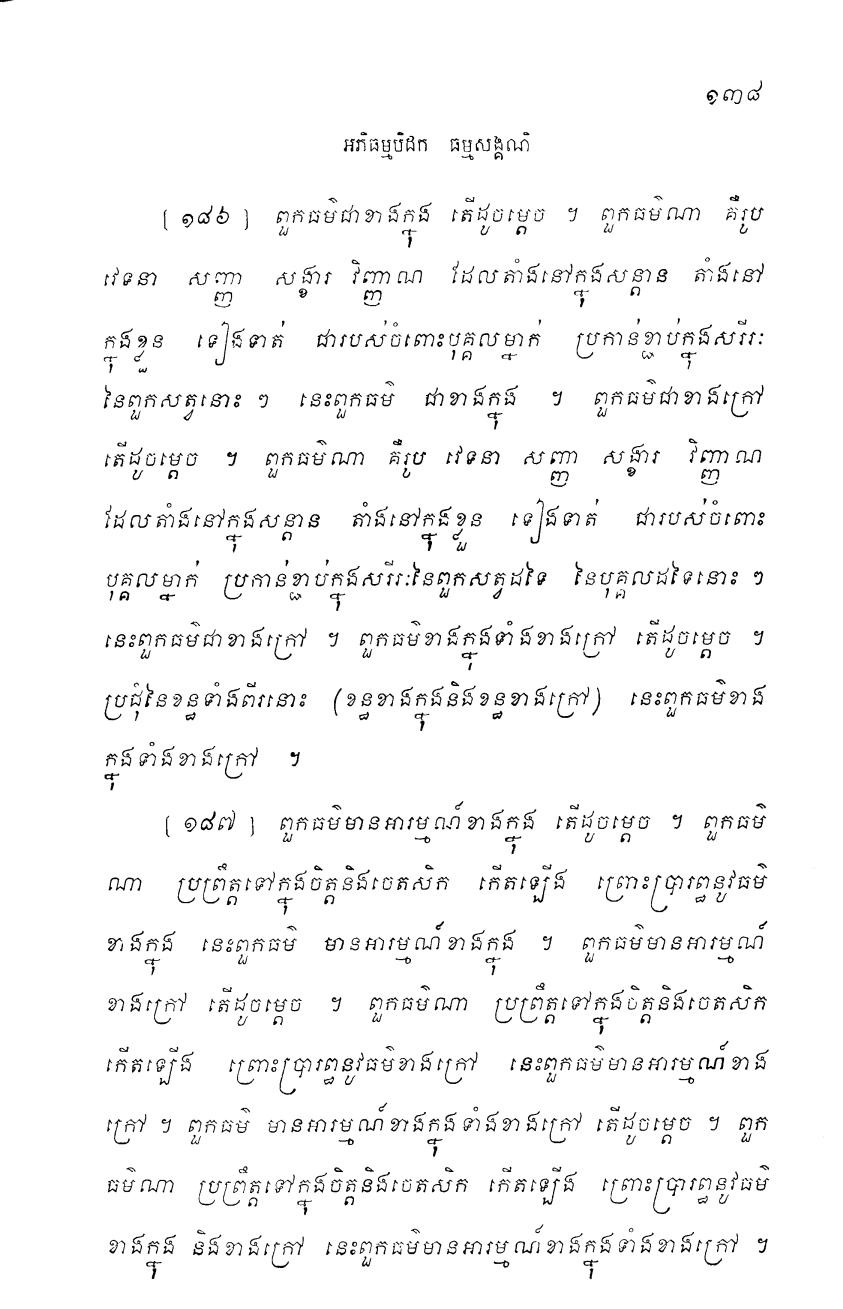 ១៣៨
អភិធម្មបិដក ធម្មសង្គណិ
[ ១៨៦ ] ពួកធម៌ជាខាងក្នុង តើដូចម្តេច ។ ពួកធម៌ណា គឺរូប
វេទនា សញ្ញា សង្ខារ វិញ្ញាណ ដែលតាំងនៅក្នុងសន្តាន តាំងនៅ
ក្នុងខ្លួន ទៀងទាត់ ជារបស់ចំពោះបុគ្គលម្នាក់ ប្រកាន់ខ្ជាប់ក្នុងសរីរៈ
នៃពួកសត្វនោះ ៗ នេះពួកធម៌ ជាខាងក្នុង ។ ពួកធម៌ជាខាងក្រៅ
តើដូចម្តេច ។ ពួកធម៌ណា គឺរូប វេទនា សញ្ញា សង្ខារ វិញ្ញាណ
ដែលតាំងនៅក្នុងសន្តាន តាំងនៅក្នុងខ្លួន ទៀងទាត់ ជារបស់ចំពោះ
បុគ្គលម្នាក់ ប្រកាន់ខ្ជាប់ក្នុងសរីរៈនៃពួកសត្វដទៃ នៃបុគ្គលដទៃនោះ ៗ
នេះពួកធម៌ជាខាងក្រៅ ។ ពួកធម៌ខាងក្នុងទាំងខាងក្រៅ តើដូចម្តេច ។
ប្រជុំនៃខន្ធទាំងពីរនោះ (ខន្ធខាងក្នុងនិងខន្ធខាងក្រៅ) នេះពួកធម៌ខាង
ក្នុងទាំងខាងក្រៅ ។
[ ១៨៧ ] ពួកធម៌មានអារម្មណ៍ខាងក្នុង តើដូចម្តេច ។ ពួកធម៌
ណា ប្រព្រឹត្តទៅក្នុងចិត្តនិងចេតសិក កើតឡើង ព្រោះប្រារព្ធនូវធម៌
ខាងក្នុង នេះពួកធម៌ មានអារម្មណ៍ខាងក្នុង ។ ពួកធម៌មានអារម្មណ៍
ខាងក្រៅ តើដូចម្តេច ។ ពួកធម៌ណា ប្រព្រឹត្តទៅក្នុងចិត្តនិងចេតសិក
កើតឡើង ព្រោះប្រារព្ធនូវធម៌ខាងក្រៅ នេះពួកធម៌មានអារម្មណ៍ខាង
ក្រៅ ។ ពួកធម៌ មានអារម្មណ៍ខាងក្នុងទាំងខាងក្រៅ តើដូចម្តេច ។ ពួក
ធម៌ណា ប្រព្រឹត្តទៅក្នុងចិត្តនិងចេតសិក កើតឡើង ព្រោះប្រារព្ធនូវធម៌
ខាងក្នុង និងខាងក្រៅ នេះពួកធម៌មានអារម្មណ៍ខាងក្នុងទាំងខាងក្រៅ ។